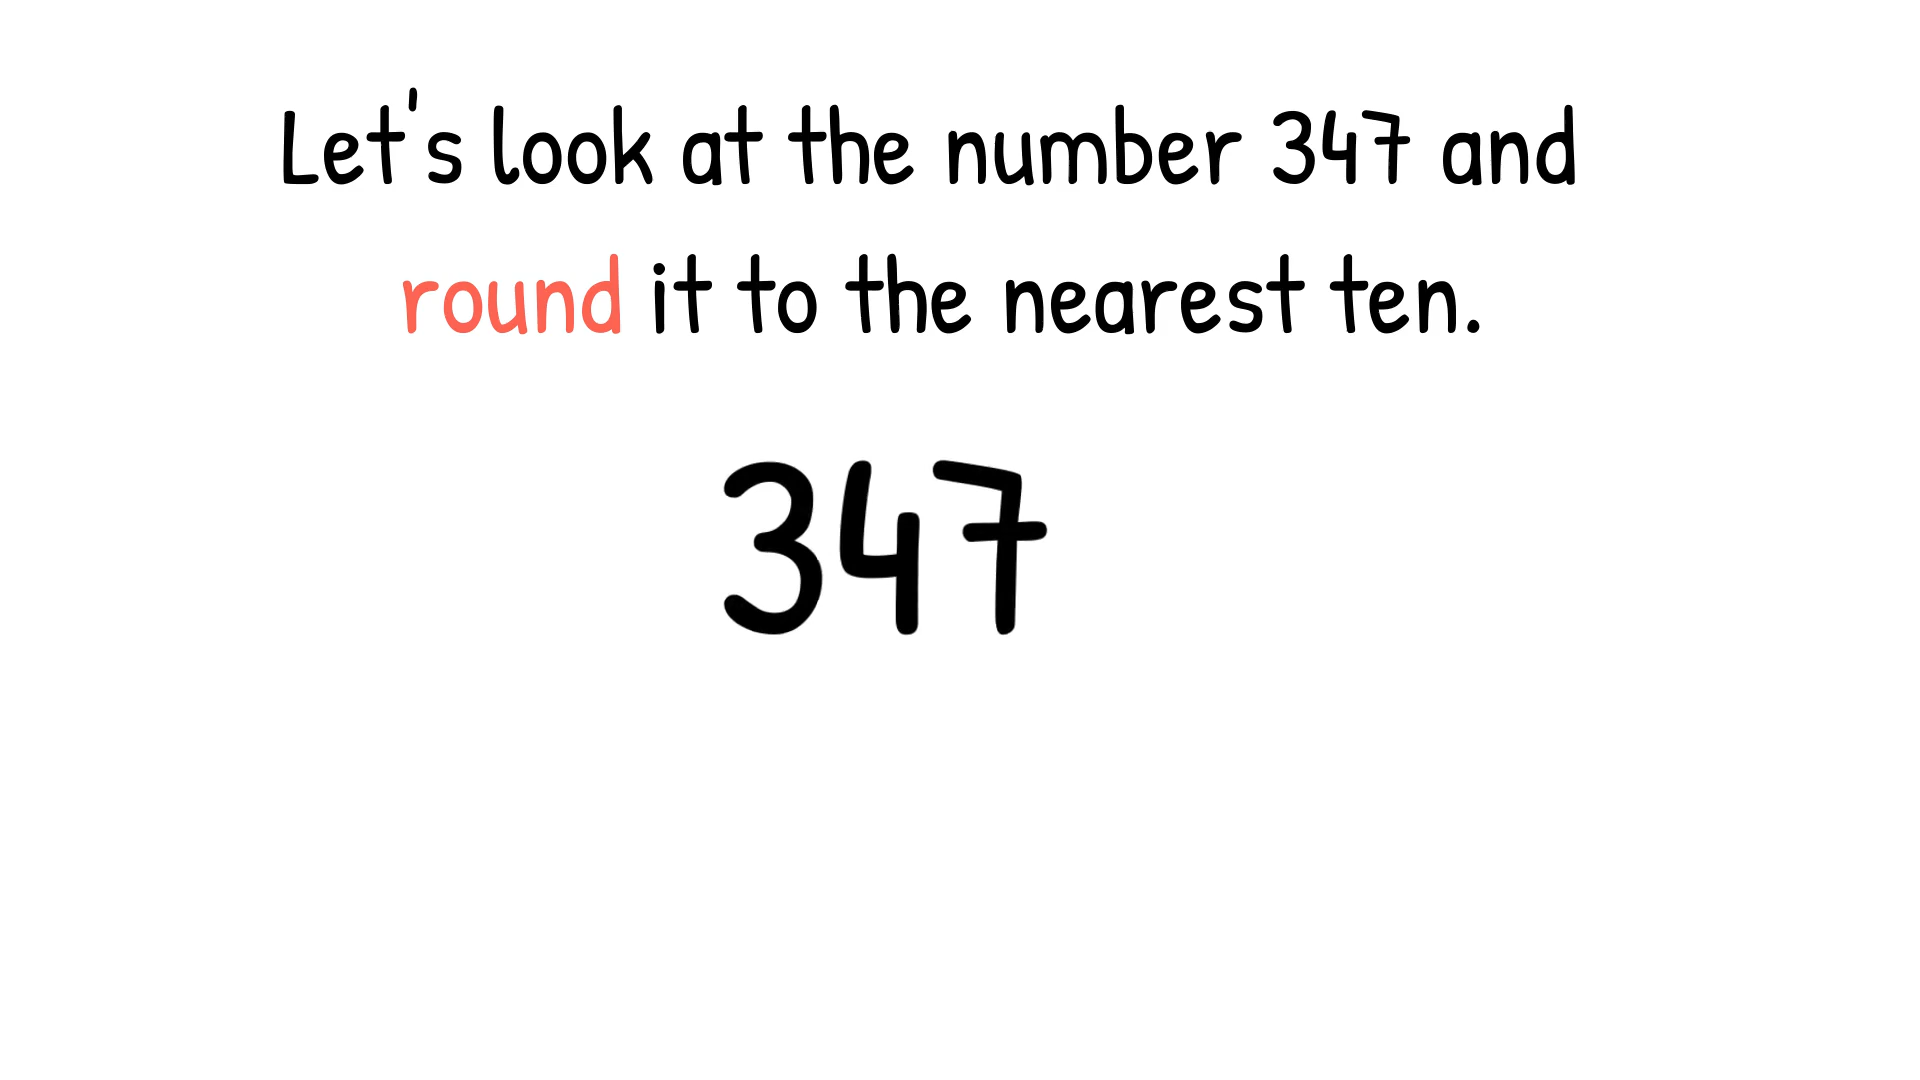 Let's look at the number 347 and
round it to the nearest ten.
347